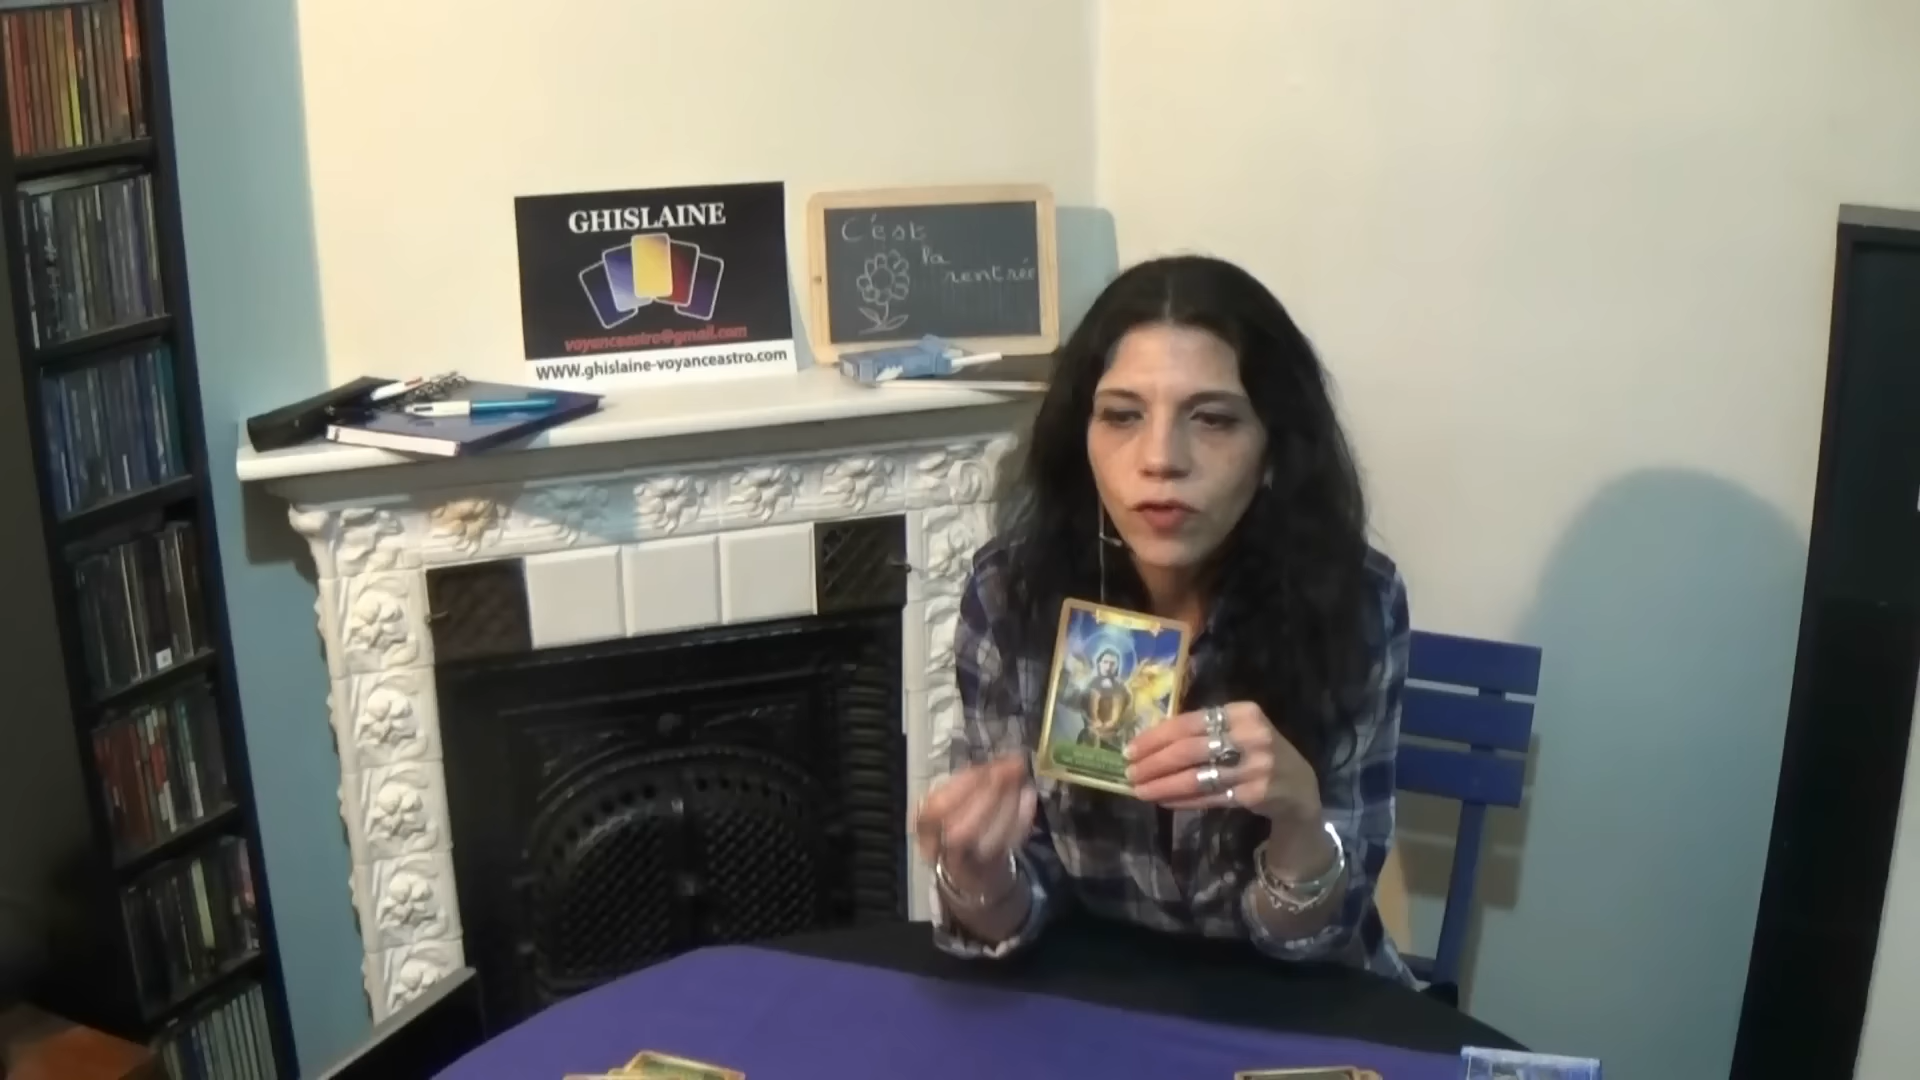 GHISLAINE
voyanceastro@gmail.com
WWW.ghislaine-voyanceastro.com
C'est
la
rentrée